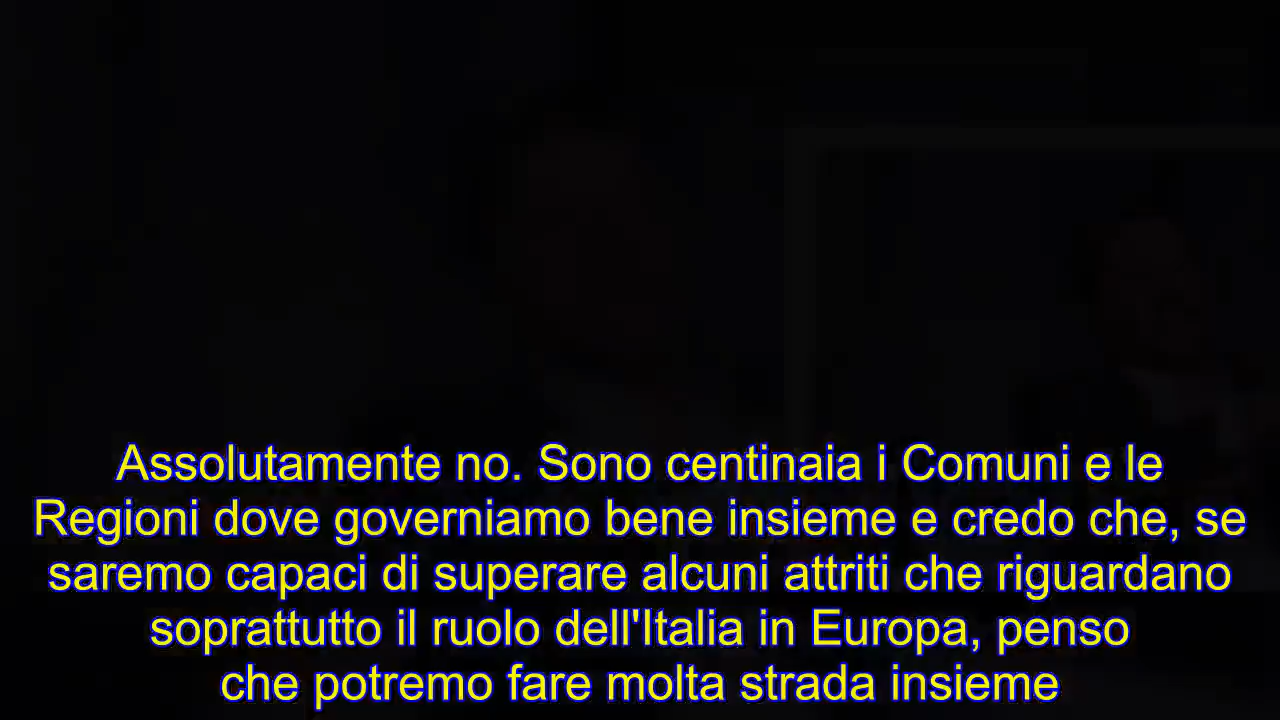 Assolutamente no. Sono centinaia i Comuni e le
Regioni dove governiamo bene insieme e credo che, se
saremo capaci di superare alcuni attriti che riguardano
soprattutto il ruolo dell'Italia in Europa, penso
che potremo fare molta strada insieme